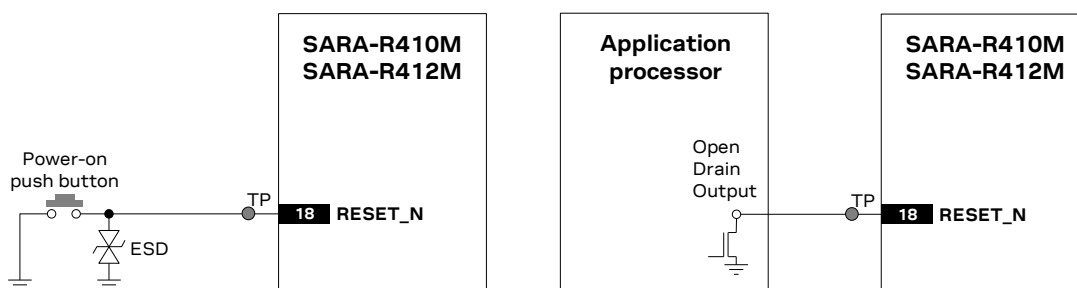 SARA-R410M
SARA-R412M
Power-on
push button
TP
18 RESET_N
ESD
Application
processor
Open
Drain
Output
SARA-R410M
SARA-R412M
TP
18 RESET_N